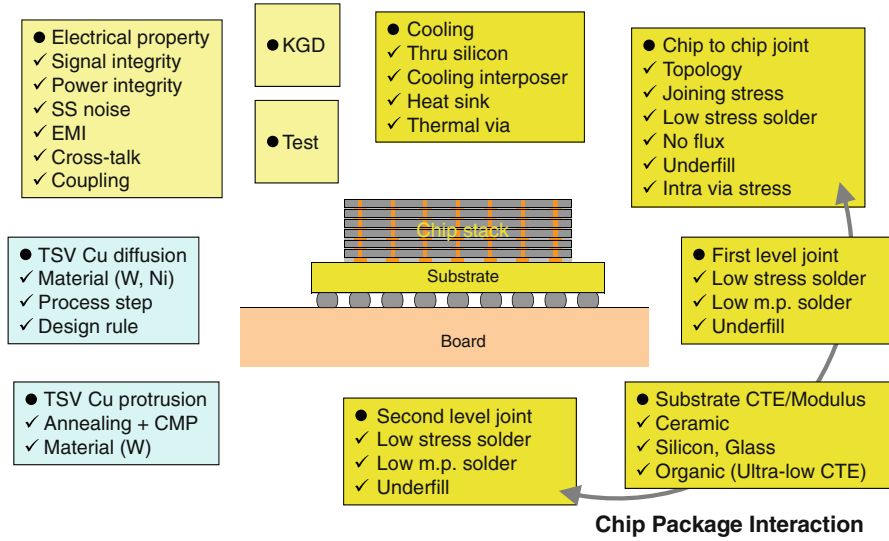 ● Electrical property
✓ Signal integrity
✓ Power integrity
✓ SS noise
✓ EMI
✓ Cross-talk
✓ Coupling
● KGD
● Test
● Cooling
✓ Thru silicon
✓ Cooling interposer
✓ Heat sink
✓ Thermal via
● Chip to chip joint
✓ Topology
✓ Joining stress
✓ Low stress solder
✓ No flux
✓ Underfill
✓ Intra via stress
● TSV Cu diffusion
✓ Material (W, Ni)
✓ Process step
✓ Design rule
Chip stack
Substrate
Board
● First level joint
✓ Low stress solder
✓ Low m.p. solder
✓ Underfill
● TSV Cu protrusion
✓ Annealing + CMP
✓ Material (W)
● Second level joint
✓ Low stress solder
✓ Low m.p. solder
✓ Underfill
● Substrate CTE/Modulus
✓ Ceramic
✓ Silicon, Glass
✓ Organic (Ultra-low CTE)
Chip Package Interaction